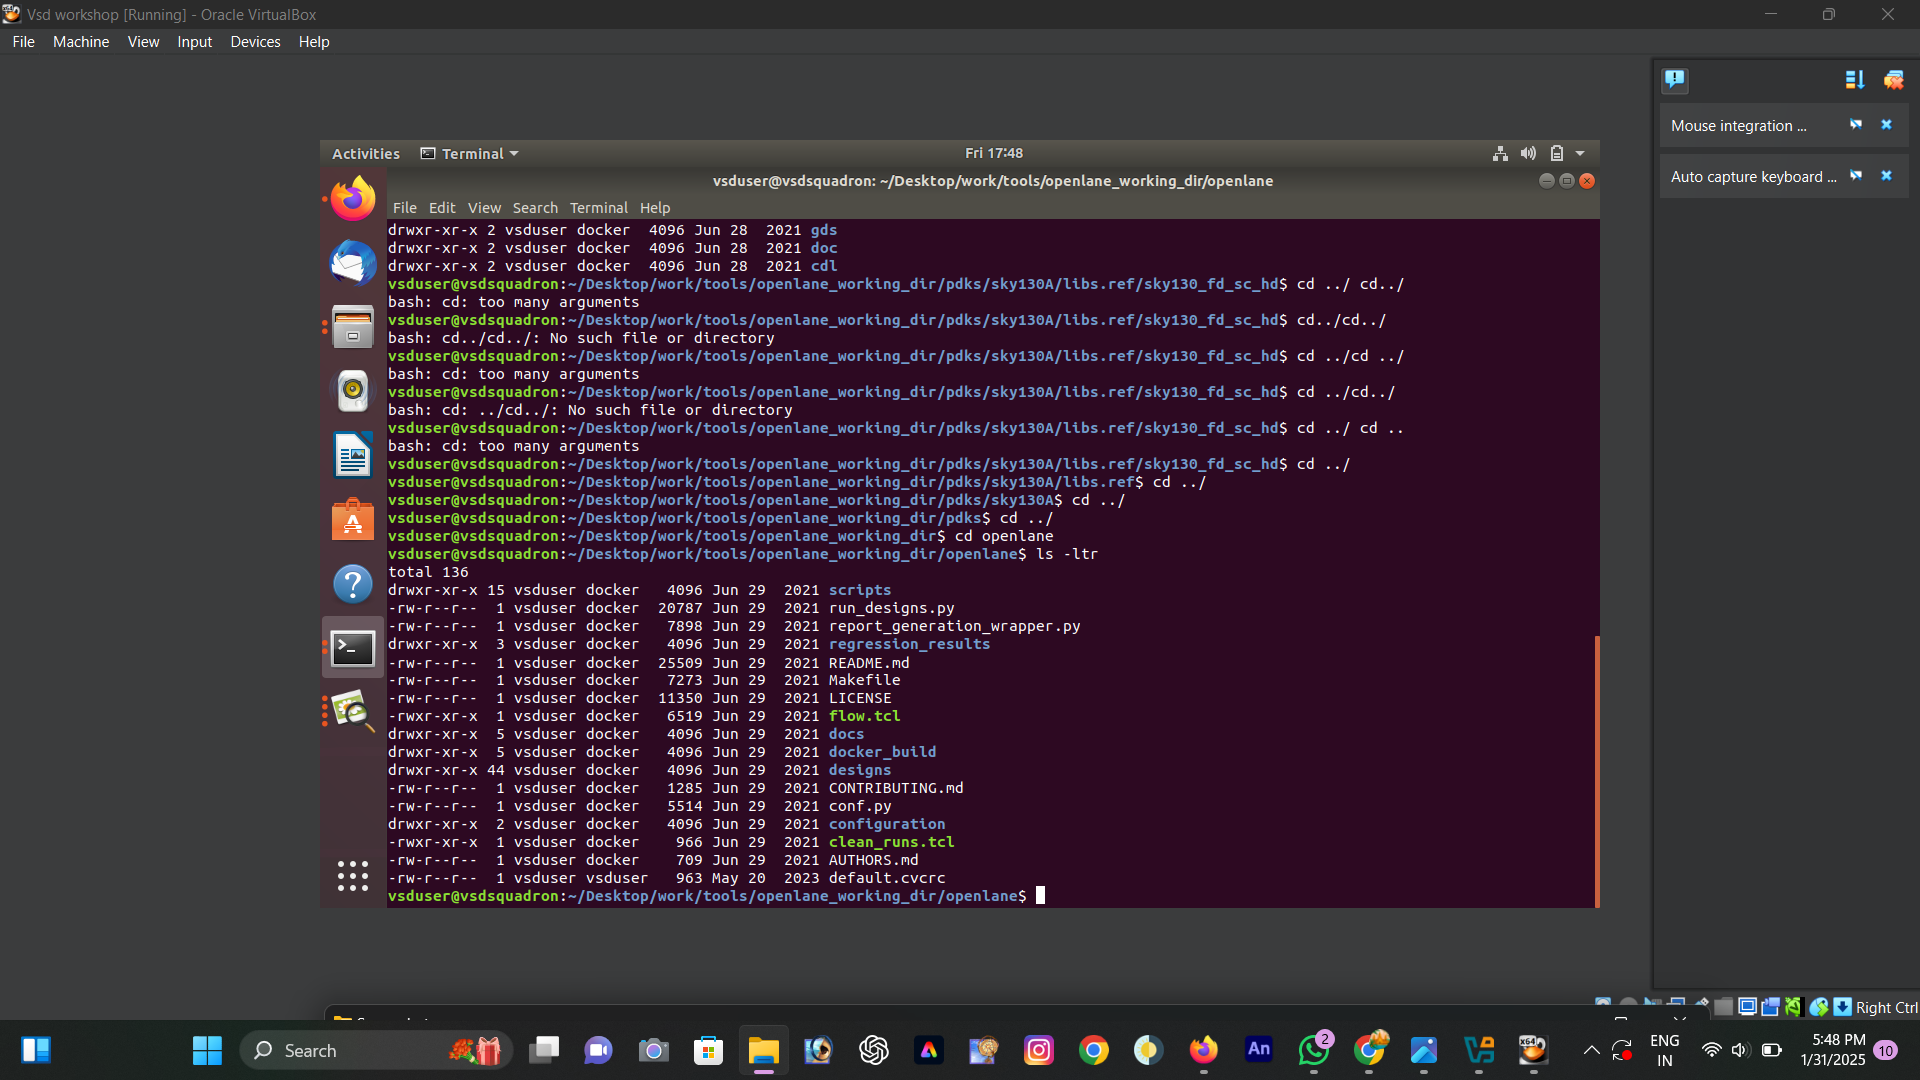 Vsd workshop [Running] - Oracle VirtualBox
File Machine View Input Devices Help
Mouse integration ...
Auto capture keyboard ...
Activities Terminal Fri 17:48
vsduser@vsdsquadron: ~/Desktop/work/tools/openlane_working_dir/openlane
File Edit View Search Terminal Help
drwxr-xr-x 2 vsduser docker  4096 Jun 28  2021 gds
drwxr-xr-x 2 vsduser docker  4096 Jun 28  2021 doc
drwxr-xr-x 2 vsduser docker  4096 Jun 28  2021 cdl
vsduser@vsdsquadron:~/Desktop/work/tools/openlane_working_dir/pdks/sky130A/libs.ref/sky130_fd_sc_hd$ cd ../ cd../
bash: cd: too many arguments
vsduser@vsdsquadron:~/Desktop/work/tools/openlane_working_dir/pdks/sky130A/libs.ref/sky130_fd_sc_hd$ cd../cd../
bash: cd../cd../: No such file or directory
vsduser@vsdsquadron:~/Desktop/work/tools/openlane_working_dir/pdks/sky130A/libs.ref/sky130_fd_sc_hd$ cd ../cd ../
bash: cd: too many arguments
vsduser@vsdsquadron:~/Desktop/work/tools/openlane_working_dir/pdks/sky130A/libs.ref/sky130_fd_sc_hd$ cd ../cd../
bash: cd: ../cd../: No such file or directory
vsduser@vsdsquadron:~/Desktop/work/tools/openlane_working_dir/pdks/sky130A/libs.ref/sky130_fd_sc_hd$ cd ../ cd ..
bash: cd: too many arguments
vsduser@vsdsquadron:~/Desktop/work/tools/openlane_working_dir/pdks/sky130A/libs.ref/sky130_fd_sc_hd$ cd ../
vsduser@vsdsquadron:~/Desktop/work/tools/openlane_working_dir/pdks/sky130A/libs.ref$ cd ../
vsduser@vsdsquadron:~/Desktop/work/tools/openlane_working_dir/pdks/sky130A$ cd ../
vsduser@vsdsquadron:~/Desktop/work/tools/openlane_working_dir/pdks$ cd ../
vsduser@vsdsquadron:~/Desktop/work/tools/openlane_working_dir$ cd openlane
vsduser@vsdsquadron:~/Desktop/work/tools/openlane_working_dir/openlane$ ls -ltr
total 136
drwxr-xr-x 15 vsduser docker   4096 Jun 29  2021 scripts
-rw-r--r--  1 vsduser docker  20787 Jun 29  2021 run_designs.py
-rw-r--r--  1 vsduser docker   7898 Jun 29  2021 report_generation_wrapper.py
drwxr-xr-x  3 vsduser docker   4096 Jun 29  2021 regression_results
-rw-r--r--  1 vsduser docker  25509 Jun 29  2021 README.md
-rw-r--r--  1 vsduser docker   7273 Jun 29  2021 Makefile
-rw-r--r--  1 vsduser docker  11350 Jun 29  2021 LICENSE
-rwxr-xr-x  1 vsduser docker   6519 Jun 29  2021 flow.tcl
drwxr-xr-x  5 vsduser docker   4096 Jun 29  2021 docs
drwxr-xr-x  5 vsduser docker   4096 Jun 29  2021 docker_build
drwxr-xr-x 44 vsduser docker   4096 Jun 29  2021 designs
-rw-r--r--  1 vsduser docker   1285 Jun 29  2021 CONTRIBUTING.md
-rw-r--r--  1 vsduser docker   5514 Jun 29  2021 conf.py
drwxr-xr-x  2 vsduser docker   4096 Jun 29  2021 configuration
-rwxr-xr-x  1 vsduser docker    966 Jun 29  2021 clean_runs.tcl
-rw-r--r--  1 vsduser docker    709 Jun 29  2021 AUTHORS.md
-rw-r--r--  1 vsduser vsduser   963 May 20  2023 default.cvcrc
vsduser@vsdsquadron:~/Desktop/work/tools/openlane_working_dir/openlane$
Right Ctrl
Search
An
2
x64
ENG
IN
5:48 PM
1/31/2025
10